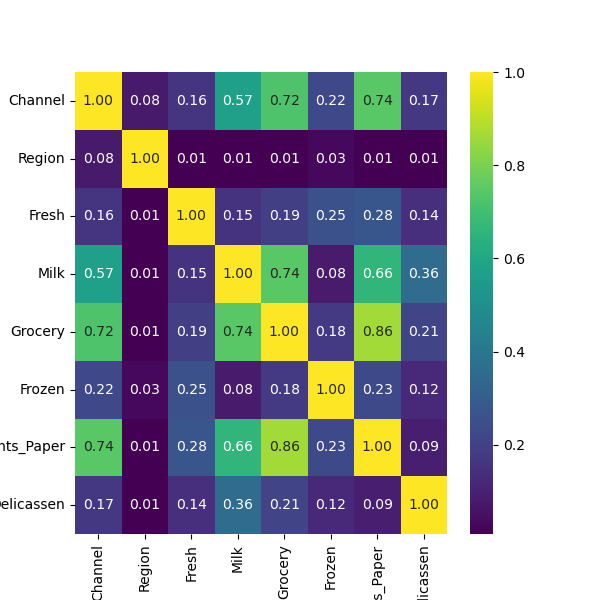 Channel 1.00 0.08 0.16 0.57 0.72 0.22 0.74 0.17
Region 0.08 1.00 0.01 0.01 0.01 0.03 0.01 0.01
Fresh 0.16 0.01 1.00 0.15 0.19 0.25 0.28 0.14
Milk 0.57 0.01 0.15 1.00 0.74 0.08 0.66 0.36
Grocery 0.72 0.01 0.19 0.74 1.00 0.18 0.86 0.21
Frozen 0.22 0.03 0.25 0.08 0.18 1.00 0.23 0.12
nts_Paper 0.74 0.01 0.28 0.66 0.86 0.23 1.00 0.09
elicassen 0.17 0.01 0.14 0.36 0.21 0.12 0.09 1.00
Channel Region Fresh Milk Grocery Frozen s_Paper licassen
1.0
0.8
0.6
0.4
0.2